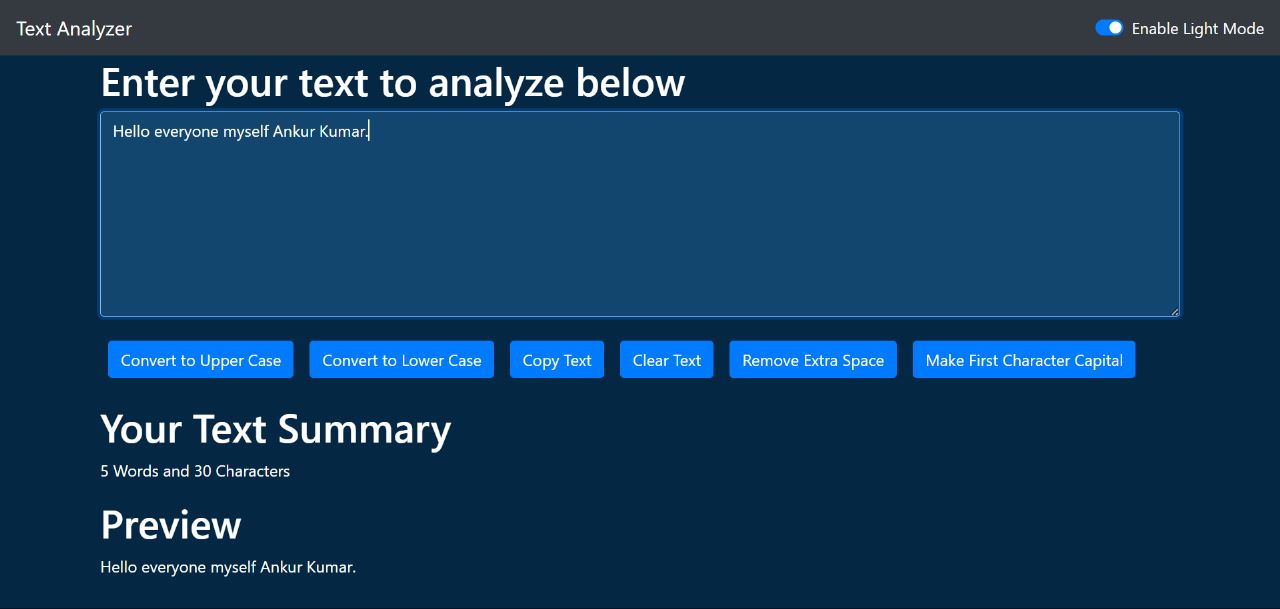 Text Analyzer
Enable Light Mode
Enter your text to analyze below
Hello everyone myself Ankur Kumar.
Convert to Upper Case
Convert to Lower Case
Copy Text
Clear Text
Remove Extra Space
Make First Character Capital
Your Text Summary
5 Words and 30 Characters
Preview
Hello everyone myself Ankur Kumar.